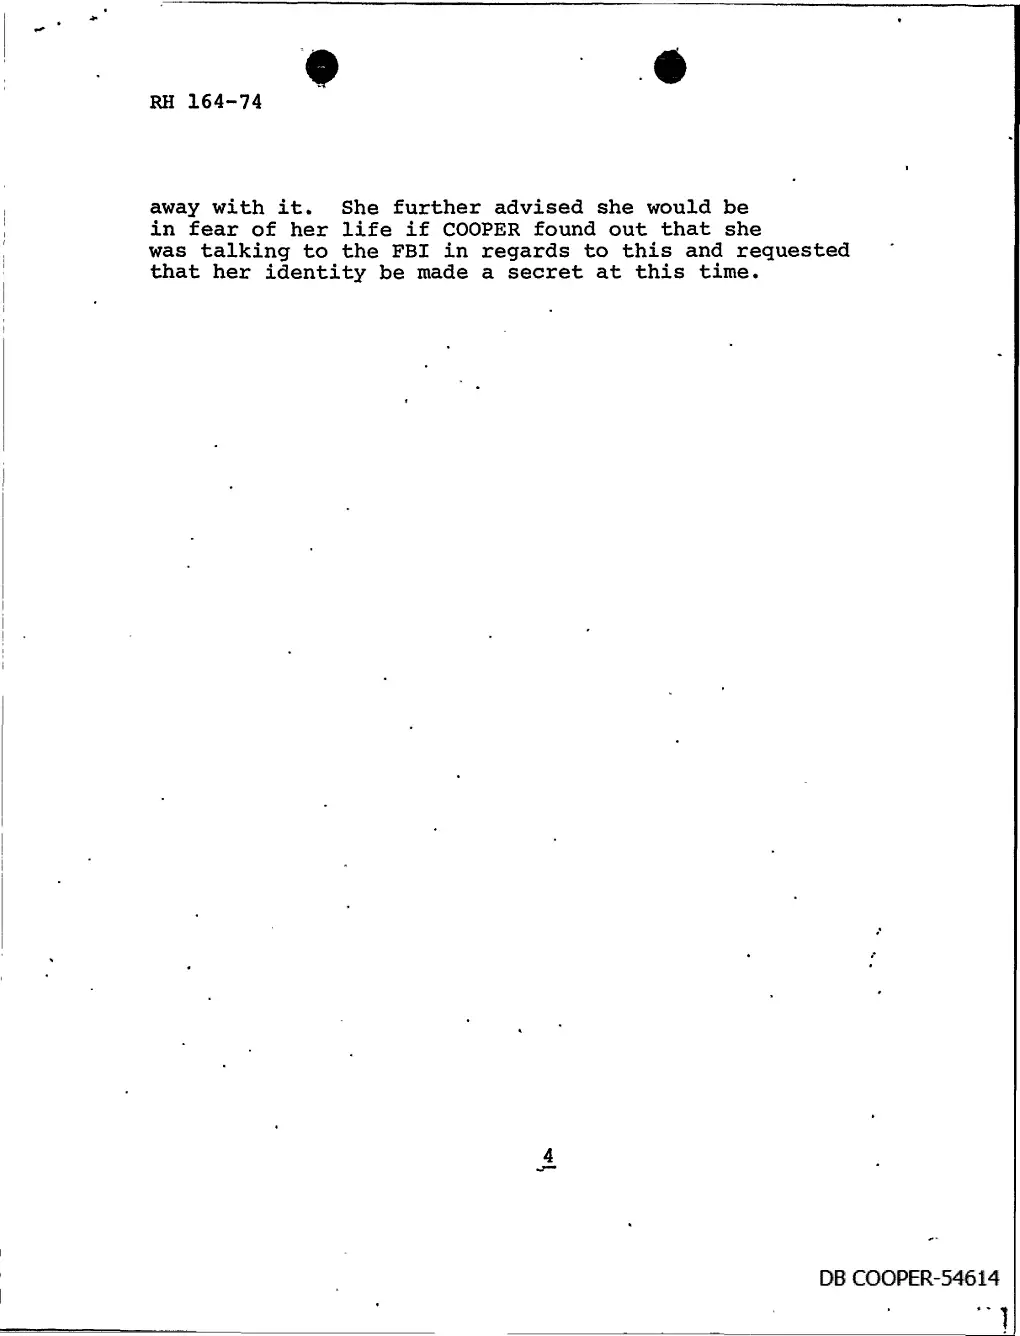 RH 164-74
away with it. She further advised she would be
in fear of her life if COOPER found out that she
was talking to the FBI in regards to this and requested
that her identity be made a secret at this time.
4
DB COOPER-54614